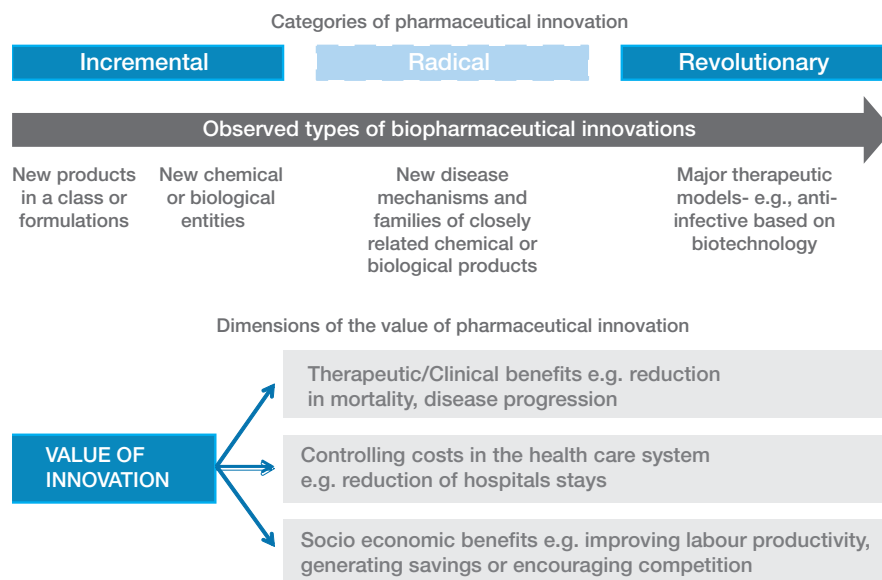 Categories of pharmaceutical innovation
Incremental
Radical
Revolutionary
Observed types of biopharmaceutical innovations
New products
in a class or
formulations
New chemical
or biological
entities
New disease
mechanisms and
families of closely
related chemical or
biological products
Major therapeutic
models- e.g., anti-
infective based on
biotechnology
Dimensions of the value of pharmaceutical innovation
VALUE OF
INNOVATION
Therapeutic/Clinical benefits e.g. reduction
in mortality, disease progression
Controlling costs in the health care system
e.g. reduction of hospitals stays
Socio economic benefits e.g. improving labour productivity,
generating savings or encouraging competition